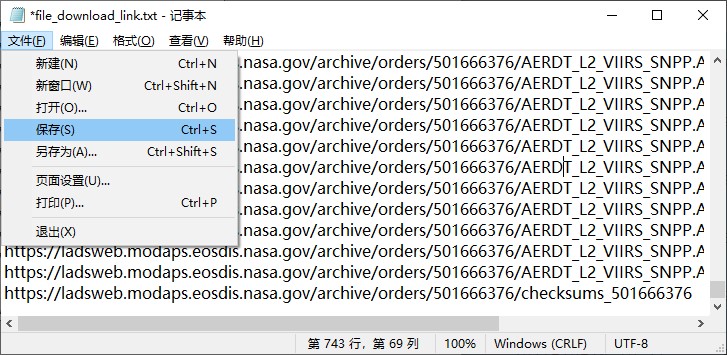 *file_download_link.txt - 记事本
文件(F) 编辑(E) 格式(O) 查看(V) 帮助(H)
新建(N) Ctrl+N
新窗口(W) Ctrl+Shift+N
打开(O)... Ctrl+O
保存(S) Ctrl+S
另存为(A)... Ctrl+Shift+S
页面设置(U)...
打印(P)... Ctrl+P
退出(X)
.nasa.gov/archive/orders/501666376/AERDT_L2_VIIRS_SNPP.A
.nasa.gov/archive/orders/501666376/AERDT_L2_VIIRS_SNPP.A
.nasa.gov/archive/orders/501666376/AERDT_L2_VIIRS_SNPP.A
.nasa.gov/archive/orders/501666376/AERDT_L2_VIIRS_SNPP.A
.nasa.gov/archive/orders/501666376/AERDT_L2_VIIRS_SNPP.A
.nasa.gov/archive/orders/501666376/AERDT_L2_VIIRS_SNPP.A
.nasa.gov/archive/orders/501666376/AERDT_L2_VIIRS_SNPP.A
.nasa.gov/archive/orders/501666376/AERDT_L2_VIIRS_SNPP.A
.nasa.gov/archive/orders/501666376/AERDT_L2_VIIRS_SNPP.A
https://ladsweb.modaps.eosdis.nasa.gov/archive/orders/501666376/AERDT_L2_VIIRS_SNPP.A
https://ladsweb.modaps.eosdis.nasa.gov/archive/orders/501666376/AERDT_L2_VIIRS_SNPP.A
https://ladsweb.modaps.eosdis.nasa.gov/archive/orders/501666376/checksums_501666376
第 743 行，第 69 列 100% Windows (CRLF) UTF-8